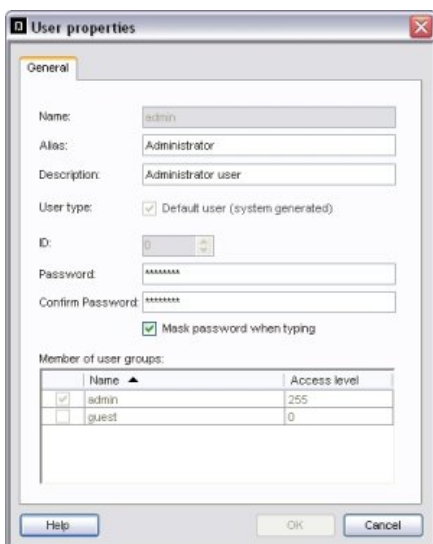 User properties
General
Name: admin
Alias: Administrator
Description: Administrator user
User type: Default user (system generated)
ID: 0
Password: ********
Confirm Password: ********
Mask password when typing
Member of user groups:
Name Access level
admin 255
guest 0
Help OK Cancel